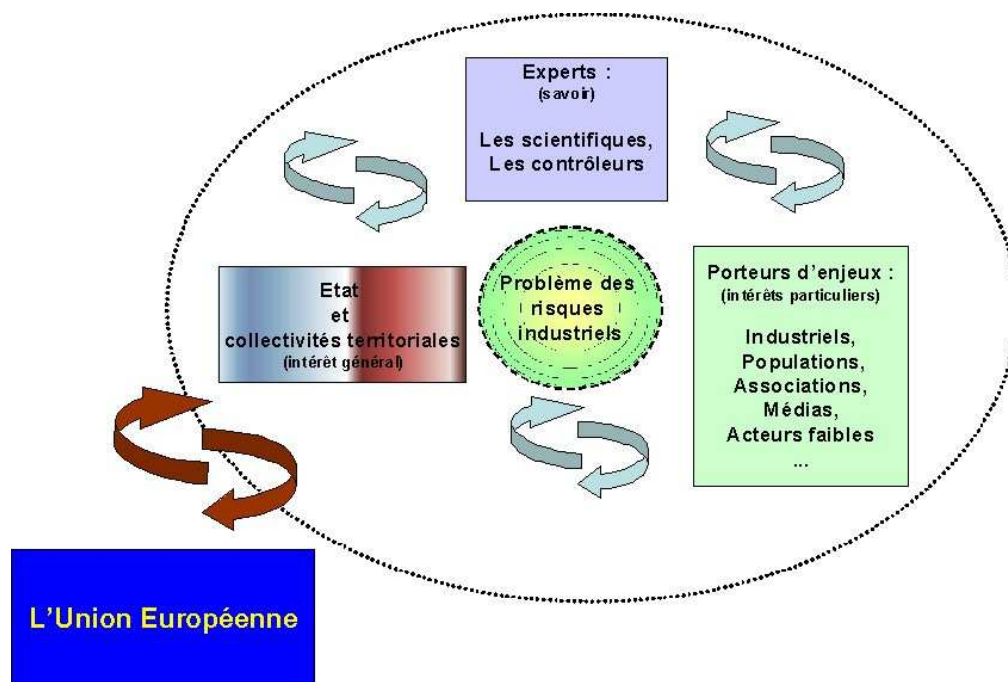 Experts :
(savoir)
Les scientifiques,
Les contrôleurs
Etat
et
collectivités territoriales
(intérêt général)
Problème des
risques
industriels
Porteurs d'enjeux :
(intérêts particuliers)
Industriels,
Populations,
Associations,
Médias,
Acteurs faibles
...
L'Union Européenne